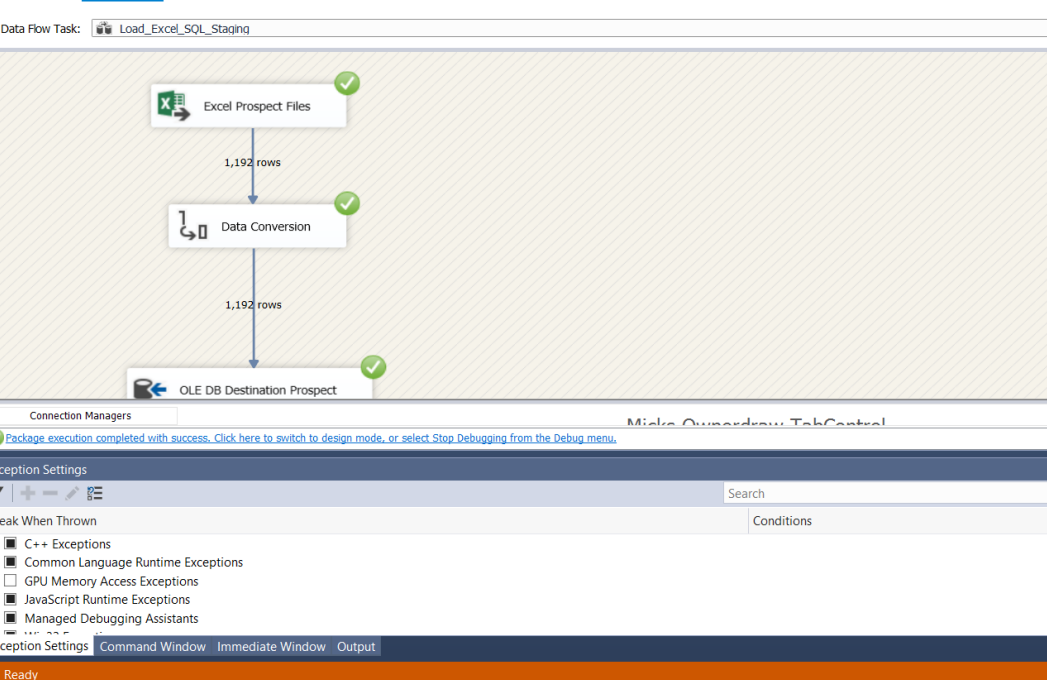 Data Flow Task: Load_Excel_SQL_Staging
Excel Prospect Files
1,192 rows
Data Conversion
1,192 rows
OLE DB Destination Prospect
Connection Managers
Micks Ownerdraw TabControl
Package execution completed with success. Click here to switch to design mode, or select Stop Debugging from the Debug menu.
ception Settings
Search
eak When Thrown Conditions
C++ Exceptions
Common Language Runtime Exceptions
GPU Memory Access Exceptions
JavaScript Runtime Exceptions
Managed Debugging Assistants
ception Settings Command Window Immediate Window Output
Ready